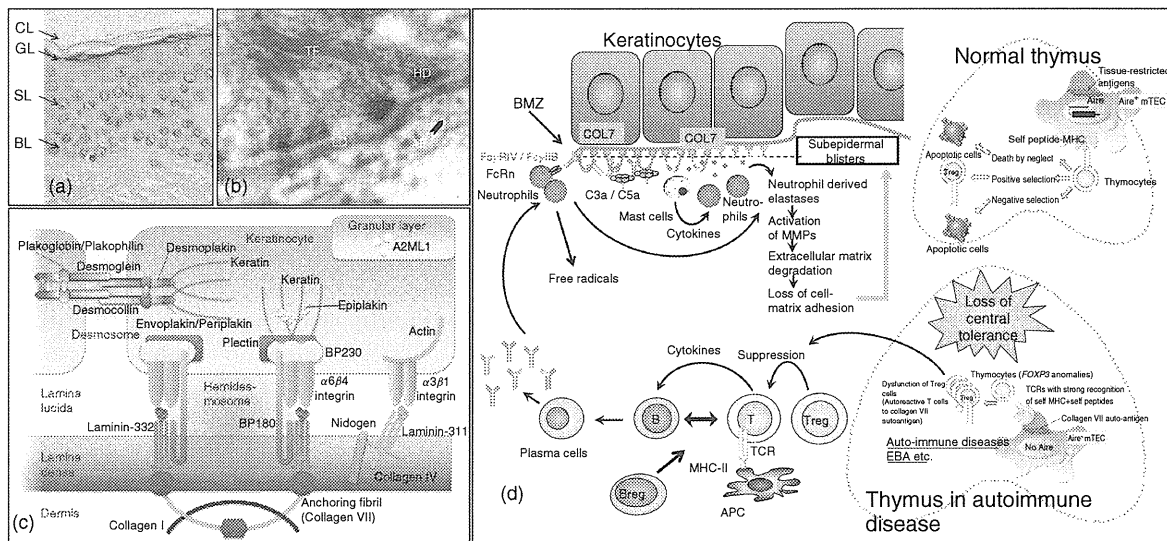 CL
GL
SL
BL
(a)
TF
HD
(b)
Plakoglobin/Plakophilin
Desmoglein
Desmocollin
Desmosome
Desmoplakin
Keratinocyte
Keratin
Granular layer
A2ML1
Keratin
Epiplakin
Envoplakin/Periplakin
Plectin
BP230
Actin
Lamina
lucida
Hemides-
mosome
α6β4
integrin
α3β1
integrin
Laminin-332
BP180
Nidogen
Laminin-311
Lamina
densa
Collagen IV
Dermis
Collagen I
Anchoring fibril
(Collagen VII)
(c)
Keratinocytes
BMZ
COL7
COL7
FcγRIV / FcγRIIB
FcRn
Neutrophils
C3a / C5a
Mast cells
Cytokines
Neutro-
phils
Subepidermal
blisters
Neutrophil derived
elastases
Activation
of MMPs
Extracellular matrix
degradation
Loss of cell-
matrix adhesion
Free radicals
Cytokines
Suppression
Plasma cells
B
T
Treg
TCR
MHC-II
Breg
APC
(d)
Normal thymus
Tissue-restricted
antigens
Aire
Aire+ mTEC
Self peptide-MHC
Apoptotic cells
Death by neglect
Treg
Positive selection
Thymocytes
Negative selection
Apoptotic cells
Loss of
central
tolerance
Thymocytes (FOXP3 anomalies)
Dysfunction of Treg
cells
(Autoreactive T cells
to collagen VII
autoantigen)
Treg
TCRs with strong recognition
of self MHC+self peptides
Collagen VII auto-antigen
No Aire
Aire- mTEC
Auto-immune diseases
EBA etc.
Thymus in autoimmune
disease